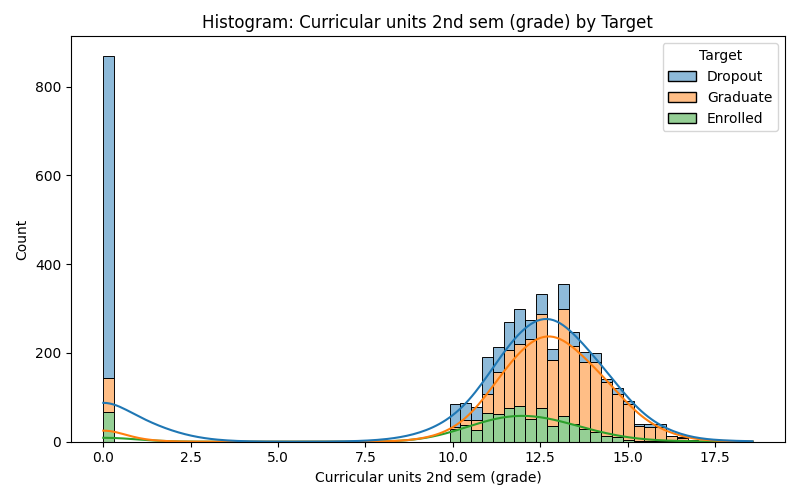 Histogram: Curricular units 2nd sem (grade) by Target
Target
Dropout
Graduate
Enrolled
Count
800
600
400
200
0
0.0 2.5 5.0 7.5 10.0 12.5 15.0 17.5
Curricular units 2nd sem (grade)